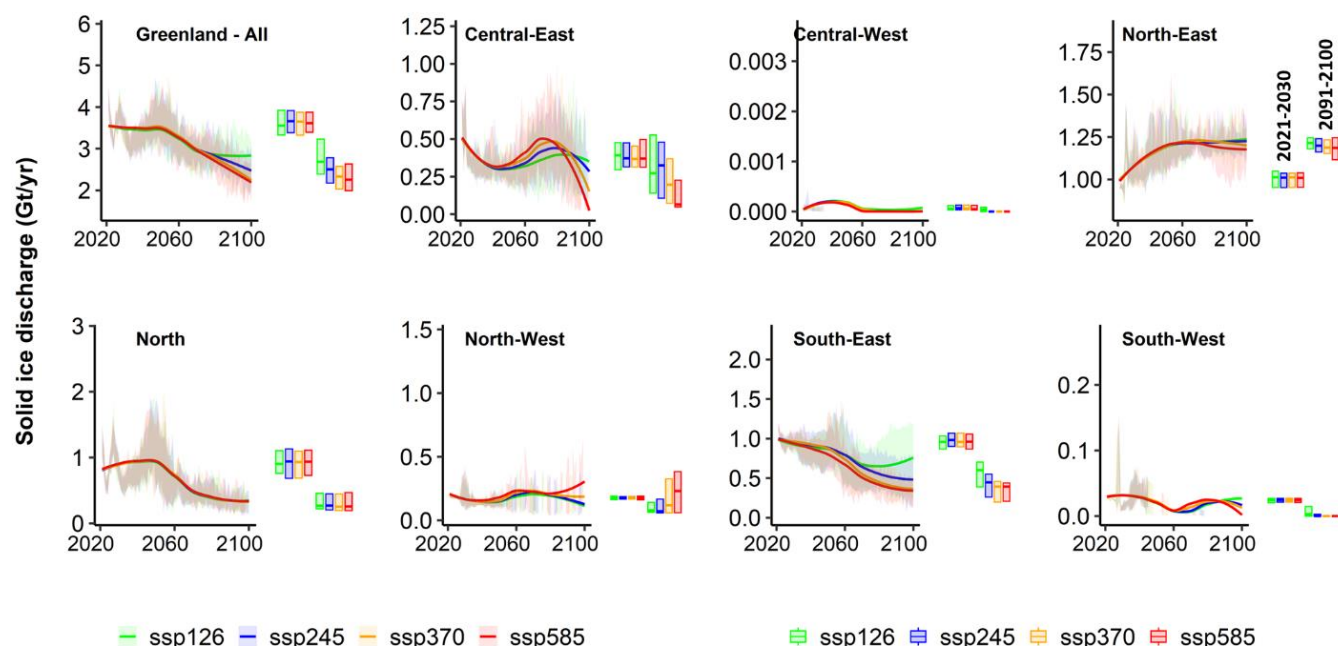 Solid ice discharge (Gt/yr)
Greenland - All
6
5
4
3
2
2020 2060 2100
Central-East
1.25
1.00
0.75
0.50
0.25
0.00
2020 2060 2100
Central-West
0.003
0.002
0.001
0.000
2020 2060 2100
North-East
1.75
1.50
1.25
1.00
2020 2060 2100
2021-2030
2091-2100
North
3
2
1
0
2020 2060 2100
North-West
1.5
1.0
0.5
0.0
2020 2060 2100
South-East
2.0
1.5
1.0
0.5
0.0
2020 2060 2100
South-West
0.2
0.1
0.0
2020 2060 2100
ssp126 ssp245 ssp370 ssp585
ssp126 ssp245 ssp370 ssp585